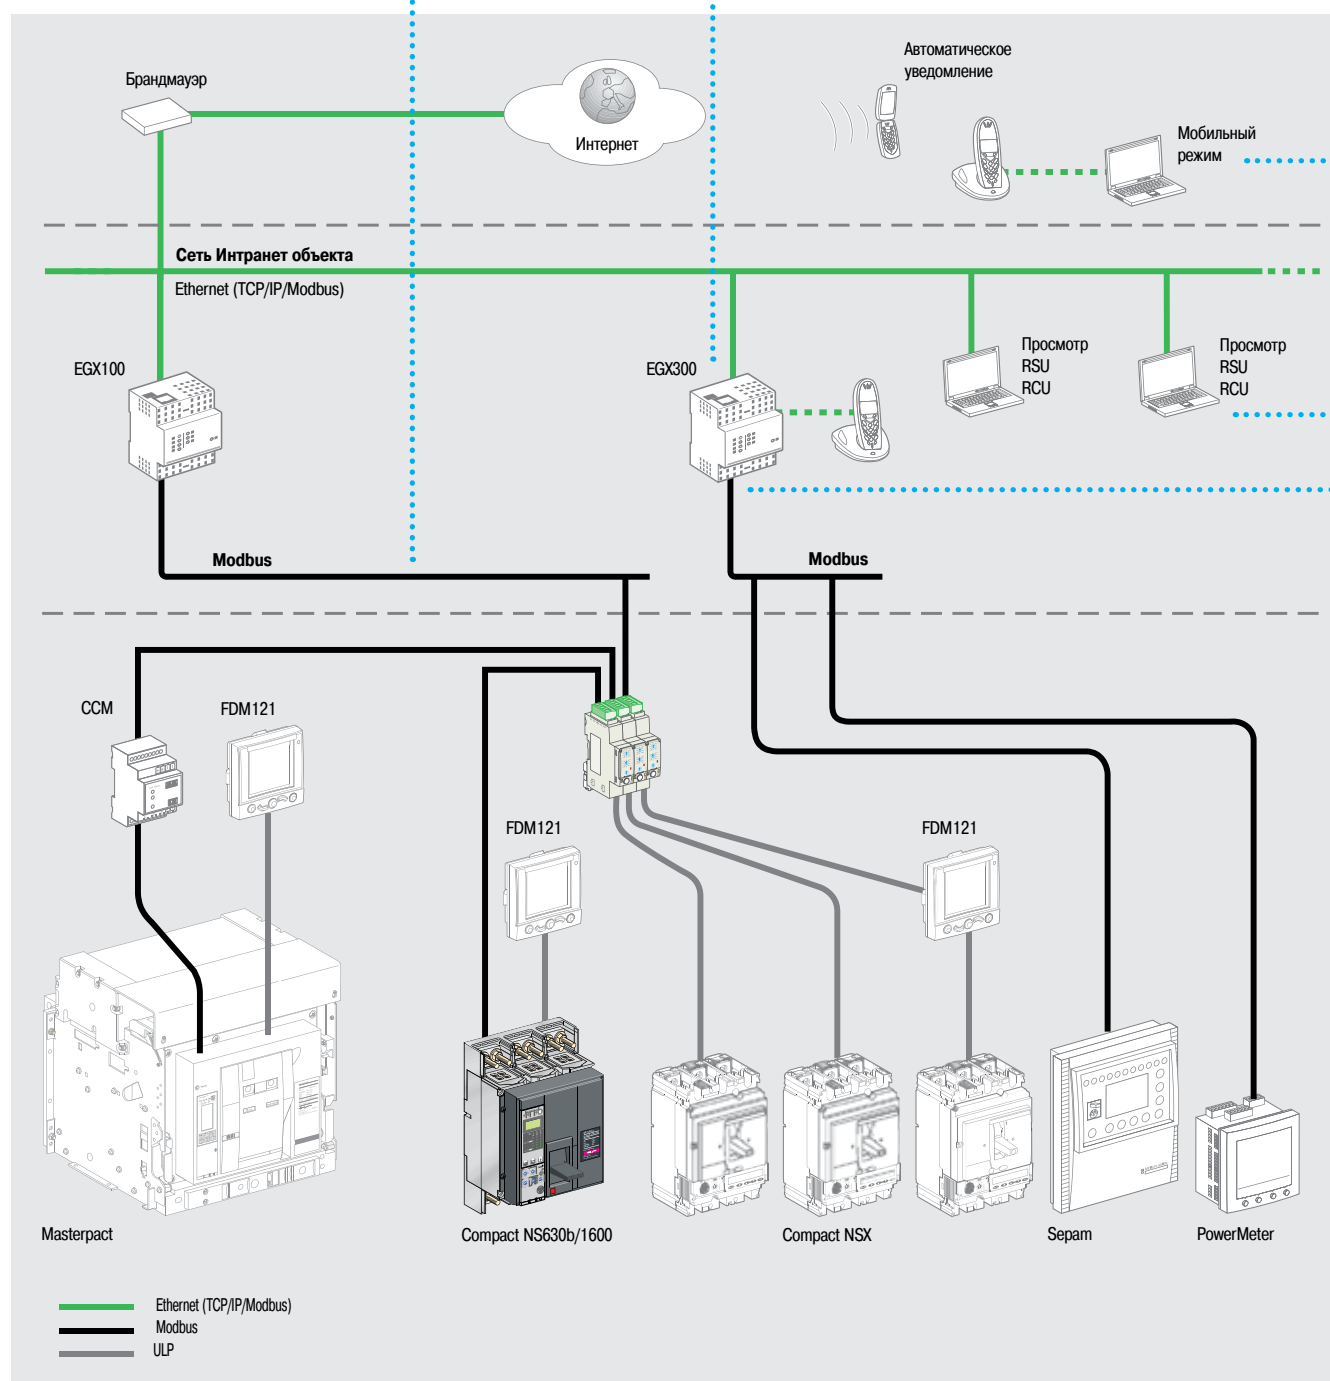 Автоматическое
уведомление
Брандмауэр
Интернет
Мобильный
режим
Сеть Интранет объекта
Ethernet (TCP/IP/Modbus)
EGX100
EGX300
Просмотр
RSU
RCU
Просмотр
RSU
RCU
Modbus
Modbus
CCM
FDM121
FDM121
FDM121
Masterpact
Compact NS630b/1600
Compact NSX
Sepam
PowerMeter
Ethernet (TCP/IP/Modbus)
Modbus
ULP